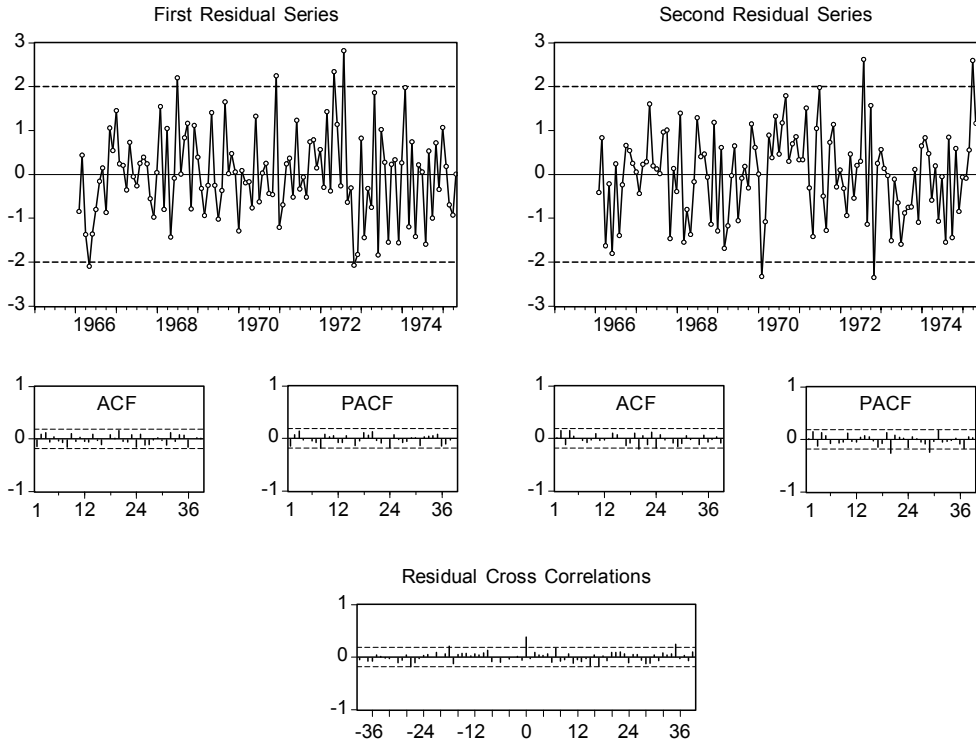 First Residual Series
3
2
1
0
-1
-2
-3
1966 1968 1970 1972 1974
Second Residual Series
3
2
1
0
-1
-2
-3
1966 1968 1970 1972 1974
ACF
1
0
-1
1 12 24 36
PACF
1
0
-1
1 12 24 36
ACF
1
0
-1
1 12 24 36
PACF
1
0
-1
1 12 24 36
Residual Cross Correlations
1
0
-1
-36 -24 -12 0 12 24 36